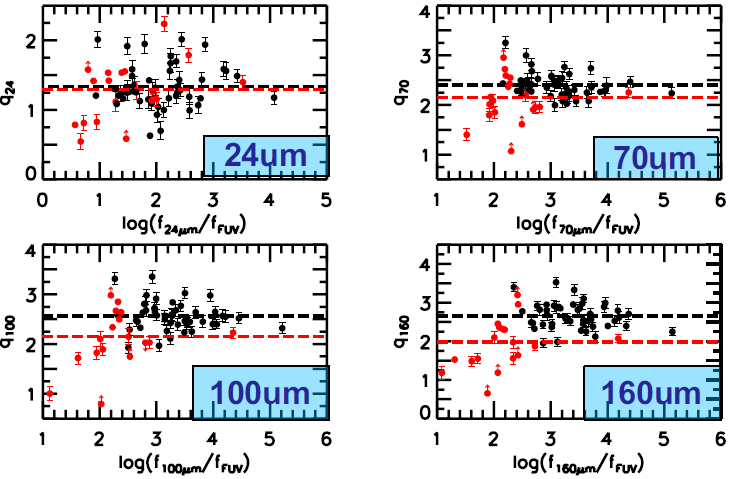 2
1
0
q24
24um
0 1 2 3 4 5
log(f24μm/fFUV)
4
3
2
1
q70
70um
1 2 3 4 5 6
log(f70μm/fFUV)
4
3
2
1
q100
100um
1 2 3 4 5 6
log(f100μm/fFUV)
4
3
2
1
0
q160
160um
1 2 3 4 5 6
log(f160μm/fFUV)